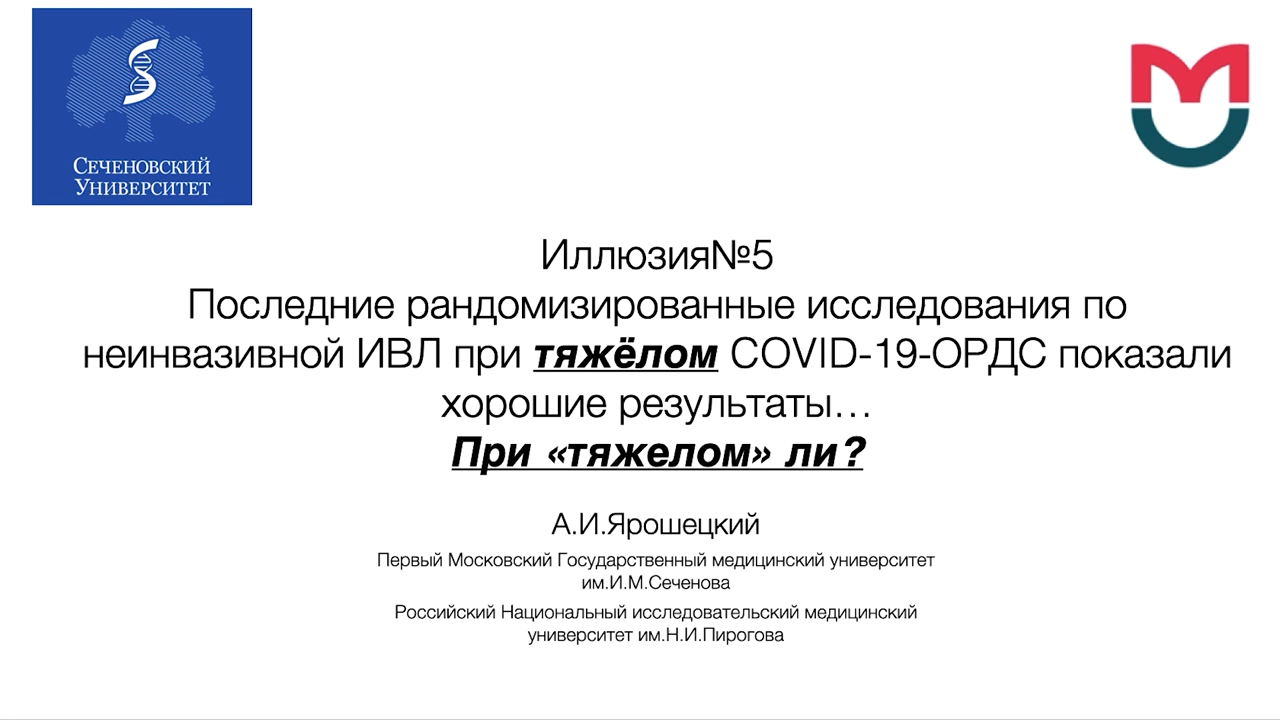 СЕЧЕНОВСКИЙ
УНИВЕРСИТЕТ
Иллюзия№5
Последние рандомизированные исследования по
неинвазивной ИВЛ при тяжёлом COVID-19-ОРДС показали
хорошие результаты…
При «тяжелом» ли?
А.И.Ярошецкий
Первый Московский Государственный медицинский университет
им.И.М.Сеченова
Российский Национальный исследовательский медицинский
университет им.Н.И.Пирогова